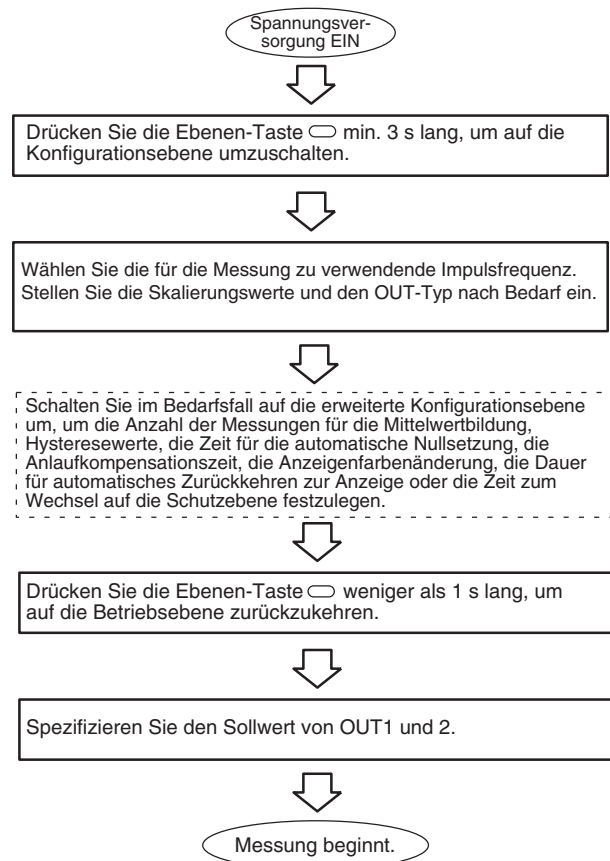 Spannungsver-
sorgung EIN
Drücken Sie die Ebenen-Taste min. 3 s lang, um auf die
Konfigurationsebene umzuschalten.
Wählen Sie die für die Messung zu verwendende Impulsfrequenz.
Stellen Sie die Skalierungswerte und den OUT-Typ nach Bedarf ein.
Schalten Sie im Bedarfsfall auf die erweiterte Konfigurationsebene
um, um die Anzahl der Messungen für die Mittelwertbildung,
Hysteresewerte, die Zeit für die automatische Nullsetzung, die
Anlaufkompensationszeit, die Anzeigenfarbenänderung, die Dauer
für automatisches Zurückkehren zur Anzeige oder die Zeit zum
Wechsel auf die Schutzebene festzulegen.
Drücken Sie die Ebenen-Taste weniger als 1 s lang, um
auf die Betriebsebene zurückzukehren.
Spezifizieren Sie den Sollwert von OUT1 und 2.
Messung beginnt.